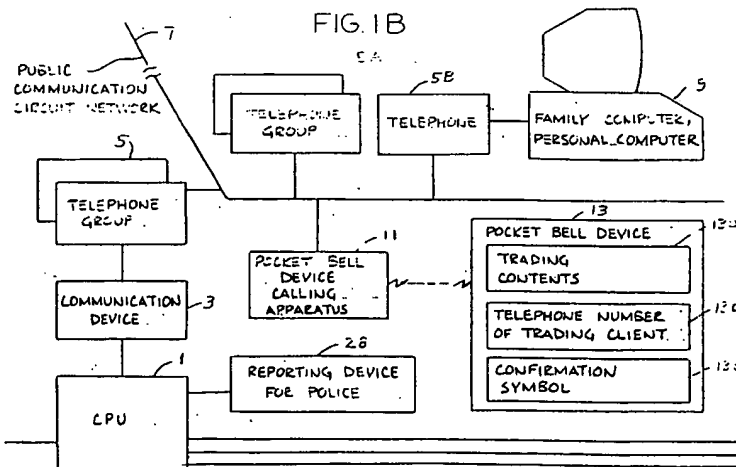 FIG.1B
7
5A
PUBLIC
COMMUNICATION
CIRCUIT NETWORK
TELEPHONE
GROUP
5B
TELEPHONE
9
FAMILY COMPUTER,
PERSONAL COMPUTER
5
TELEPHONE
GROUP
11
POCKET BELL
DEVICE
CALLING
APPARATUS
13
POCKET BELL DEVICE
TRADING
CONTENTS
TELEPHONE NUMBER
OF TRADING CLIENT
CONFIRMATION
SYMBOL
COMMUNICATION
DEVICE
3
1
CPU
28
REPORTING DEVICE
FOR POLICE